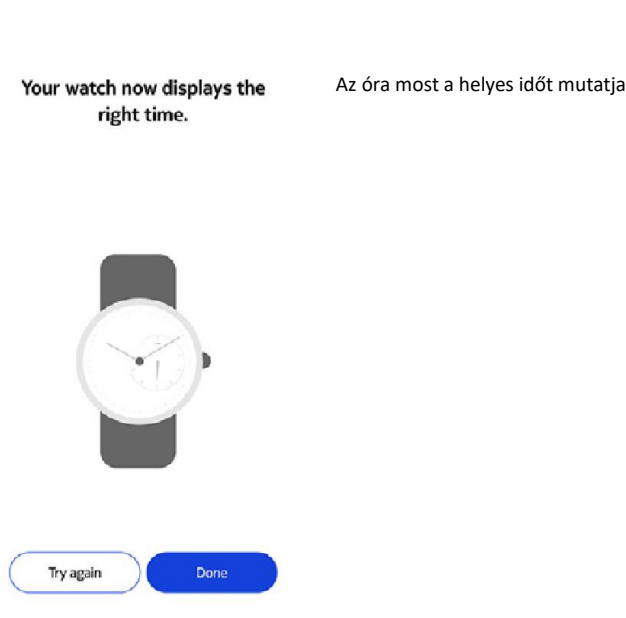 Your watch now displays the
right time.
Az óra most a helyes időt mutatja
Try again
Done